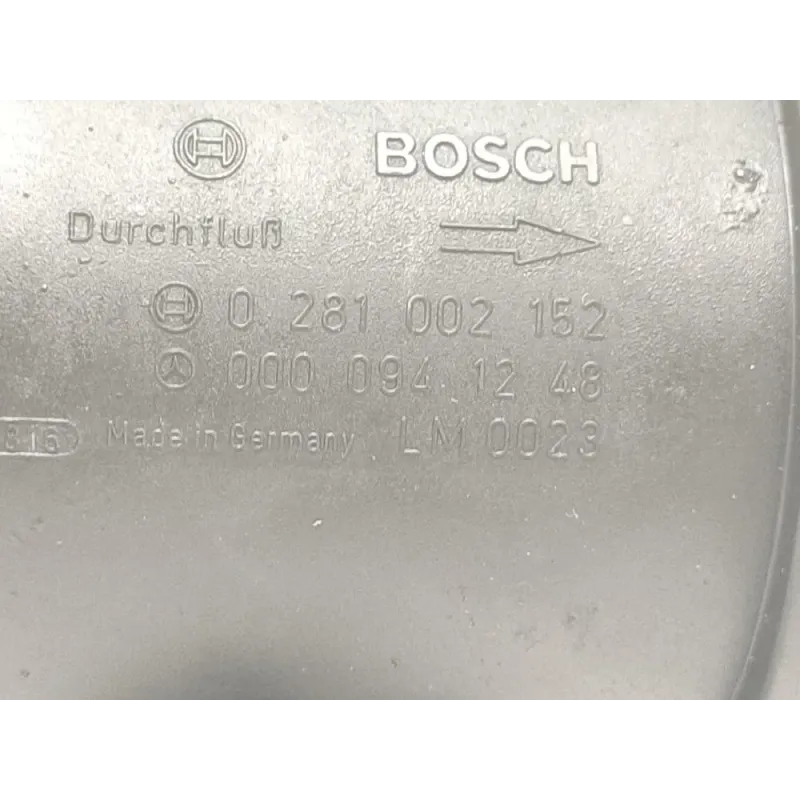 BOSCH
Durchfluß
0 281 002 152
000 094 12 48
Made in Germany LM 0023